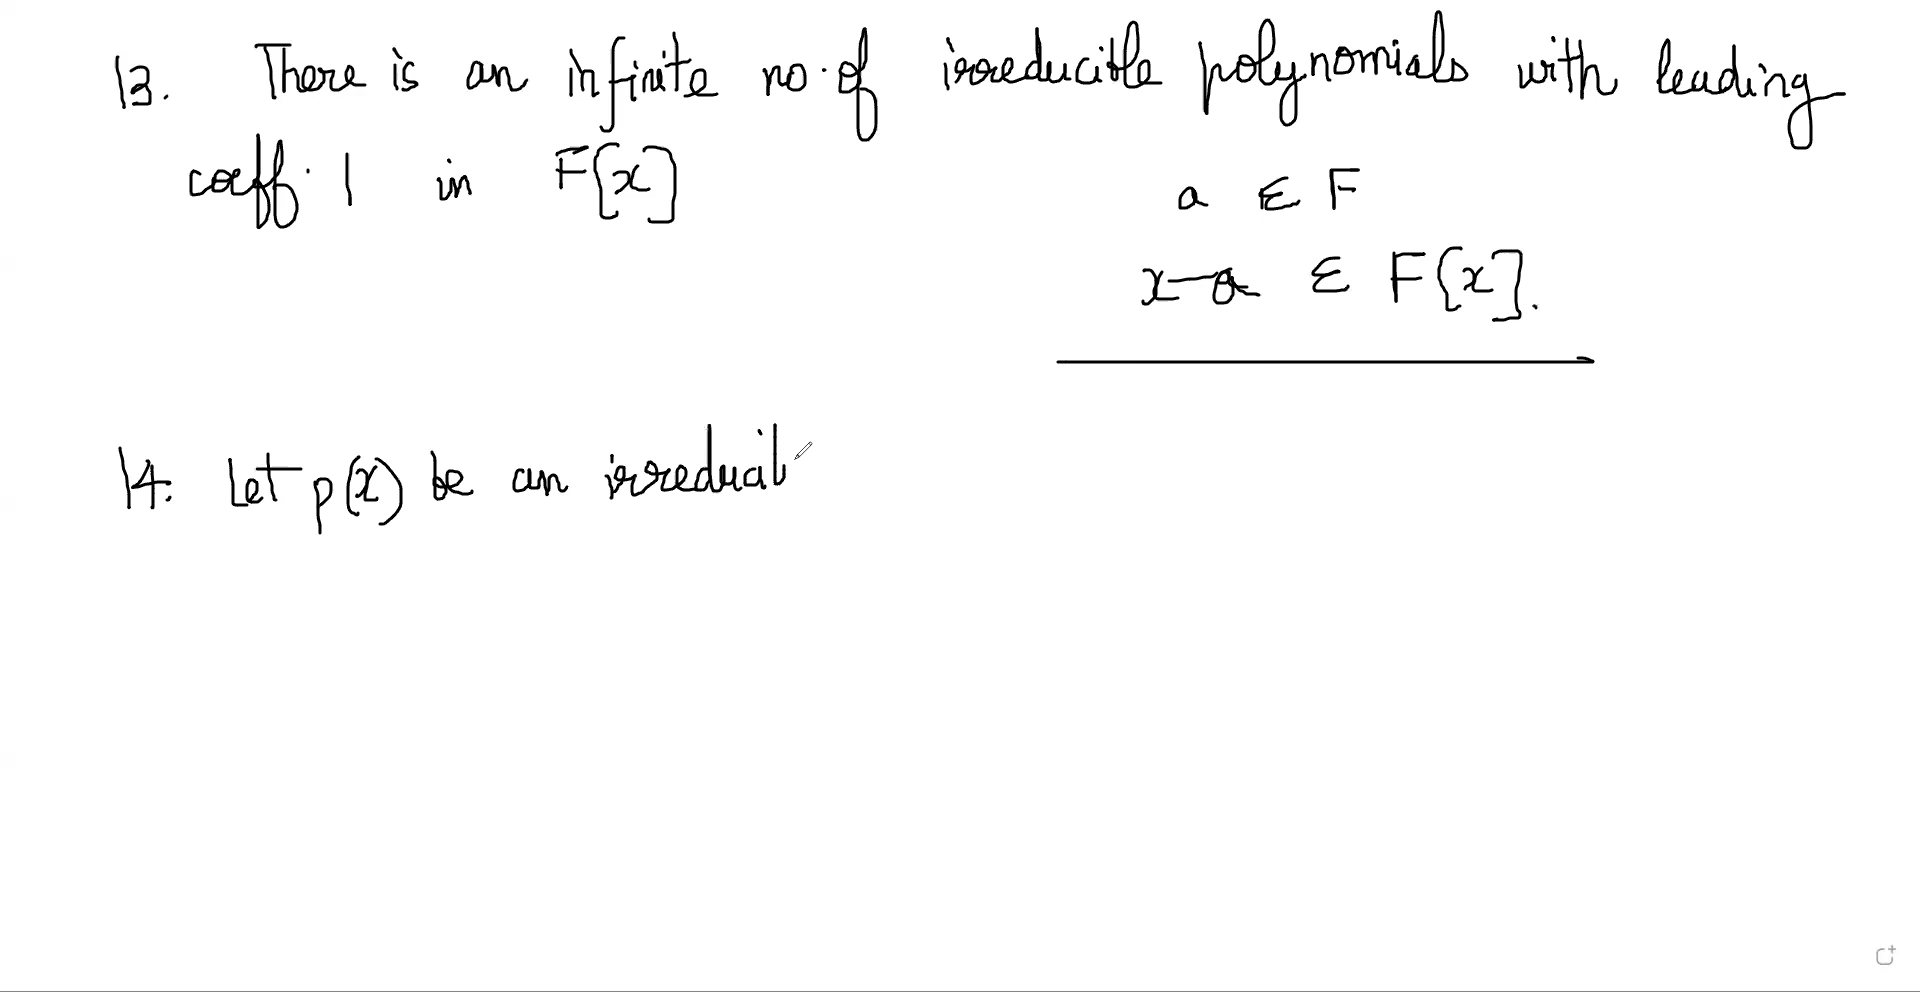 13. There is an infinite no. of irreducible polynomials with leading
coeff. 1 in F[x]
a ∈ F
x-a ∈ F[x].
14. Let p(x) be an irreducib